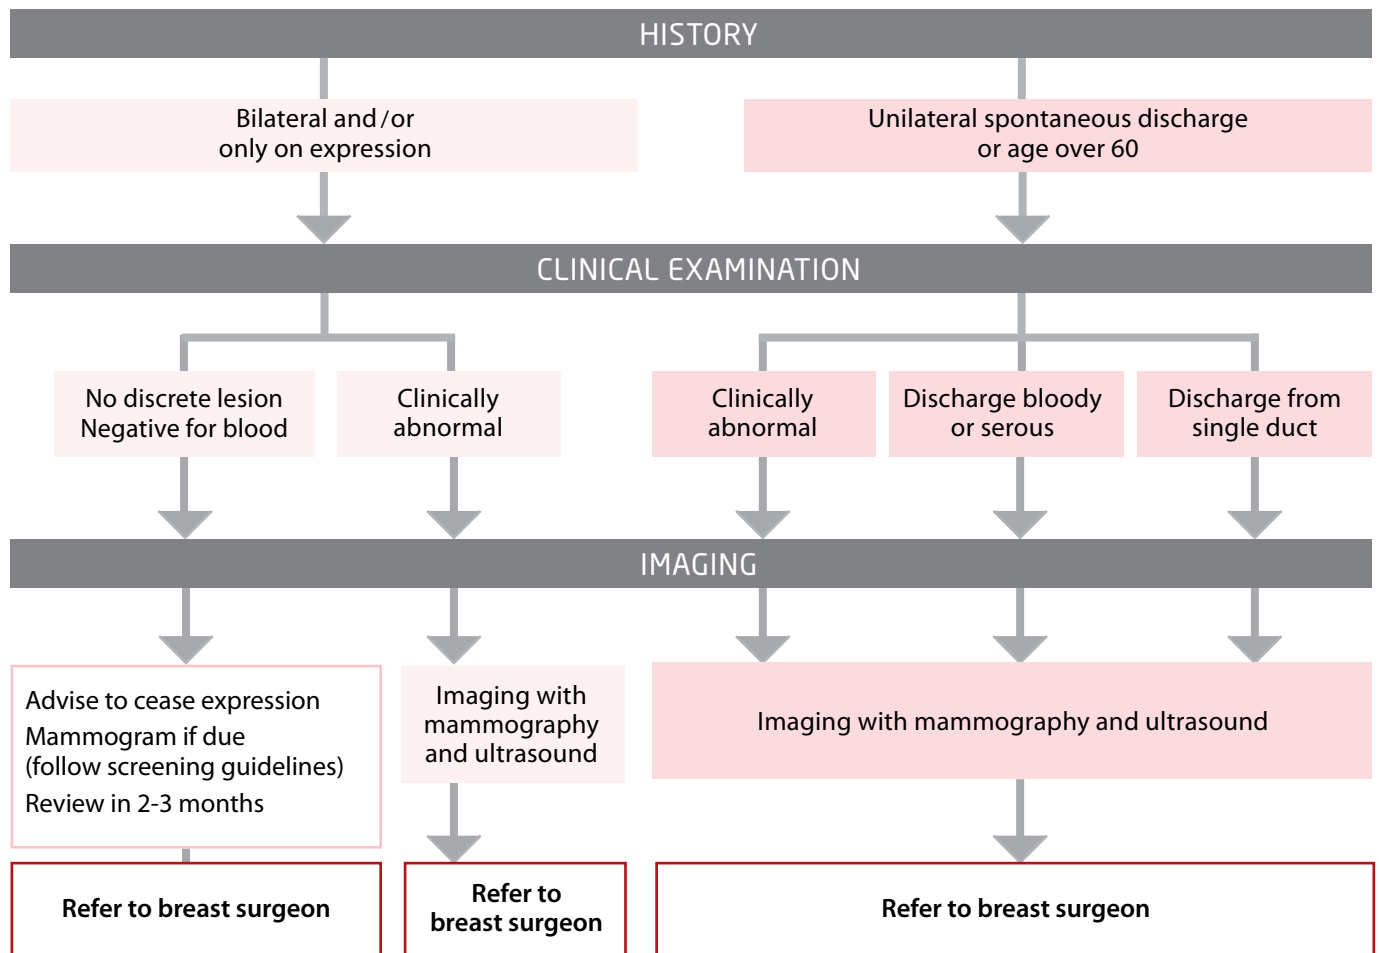 HISTORY
Bilateral and/or
only on expression
Unilateral spontaneous discharge
or age over 60
CLINICAL EXAMINATION
No discrete lesion
Negative for blood
Clinically
abnormal
Clinically
abnormal
Discharge bloody
or serous
Discharge from
single duct
IMAGING
Advise to cease expression
Mammogram if due
(follow screening guidelines)
Review in 2-3 months
Imaging with
mammography
and ultrasound
Imaging with mammography and ultrasound
Refer to breast surgeon
Refer to
breast surgeon
Refer to breast surgeon